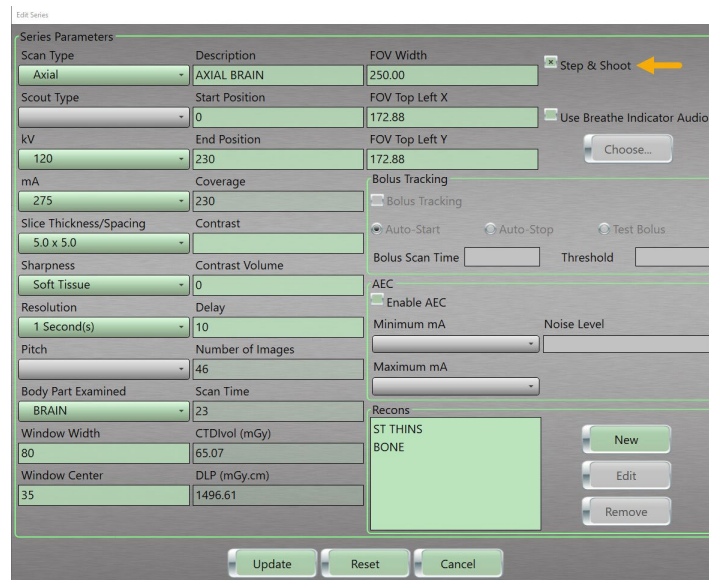 Edit Series
Series Parameters
Scan Type
Axial
Scout Type
kV
120
mA
275
Slice Thickness/Spacing
5.0 x 5.0
Sharpness
Soft Tissue
Resolution
1 Second(s)
Pitch
Body Part Examined
BRAIN
Window Width
80
Window Center
35
Description
AXIAL BRAIN
Start Position
0
End Position
230
Coverage
230
Contrast
Contrast Volume
0
Delay
10
Number of Images
46
Scan Time
23
CTDIvol (mGy)
65.07
DLP (mGy.cm)
1496.61
FOV Width
250.00
FOV Top Left X
172.88
FOV Top Left Y
172.88
Step & Shoot
Use Breathe Indicator Audio
Choose...
Bolus Tracking
Bolus Tracking
Auto-Start
Auto-Stop
Test Bolus
Bolus Scan Time
Threshold
AEC
Enable AEC
Minimum mA
Noise Level
Maximum mA
Recons
ST THINS
BONE
New
Edit
Remove
Update
Reset
Cancel